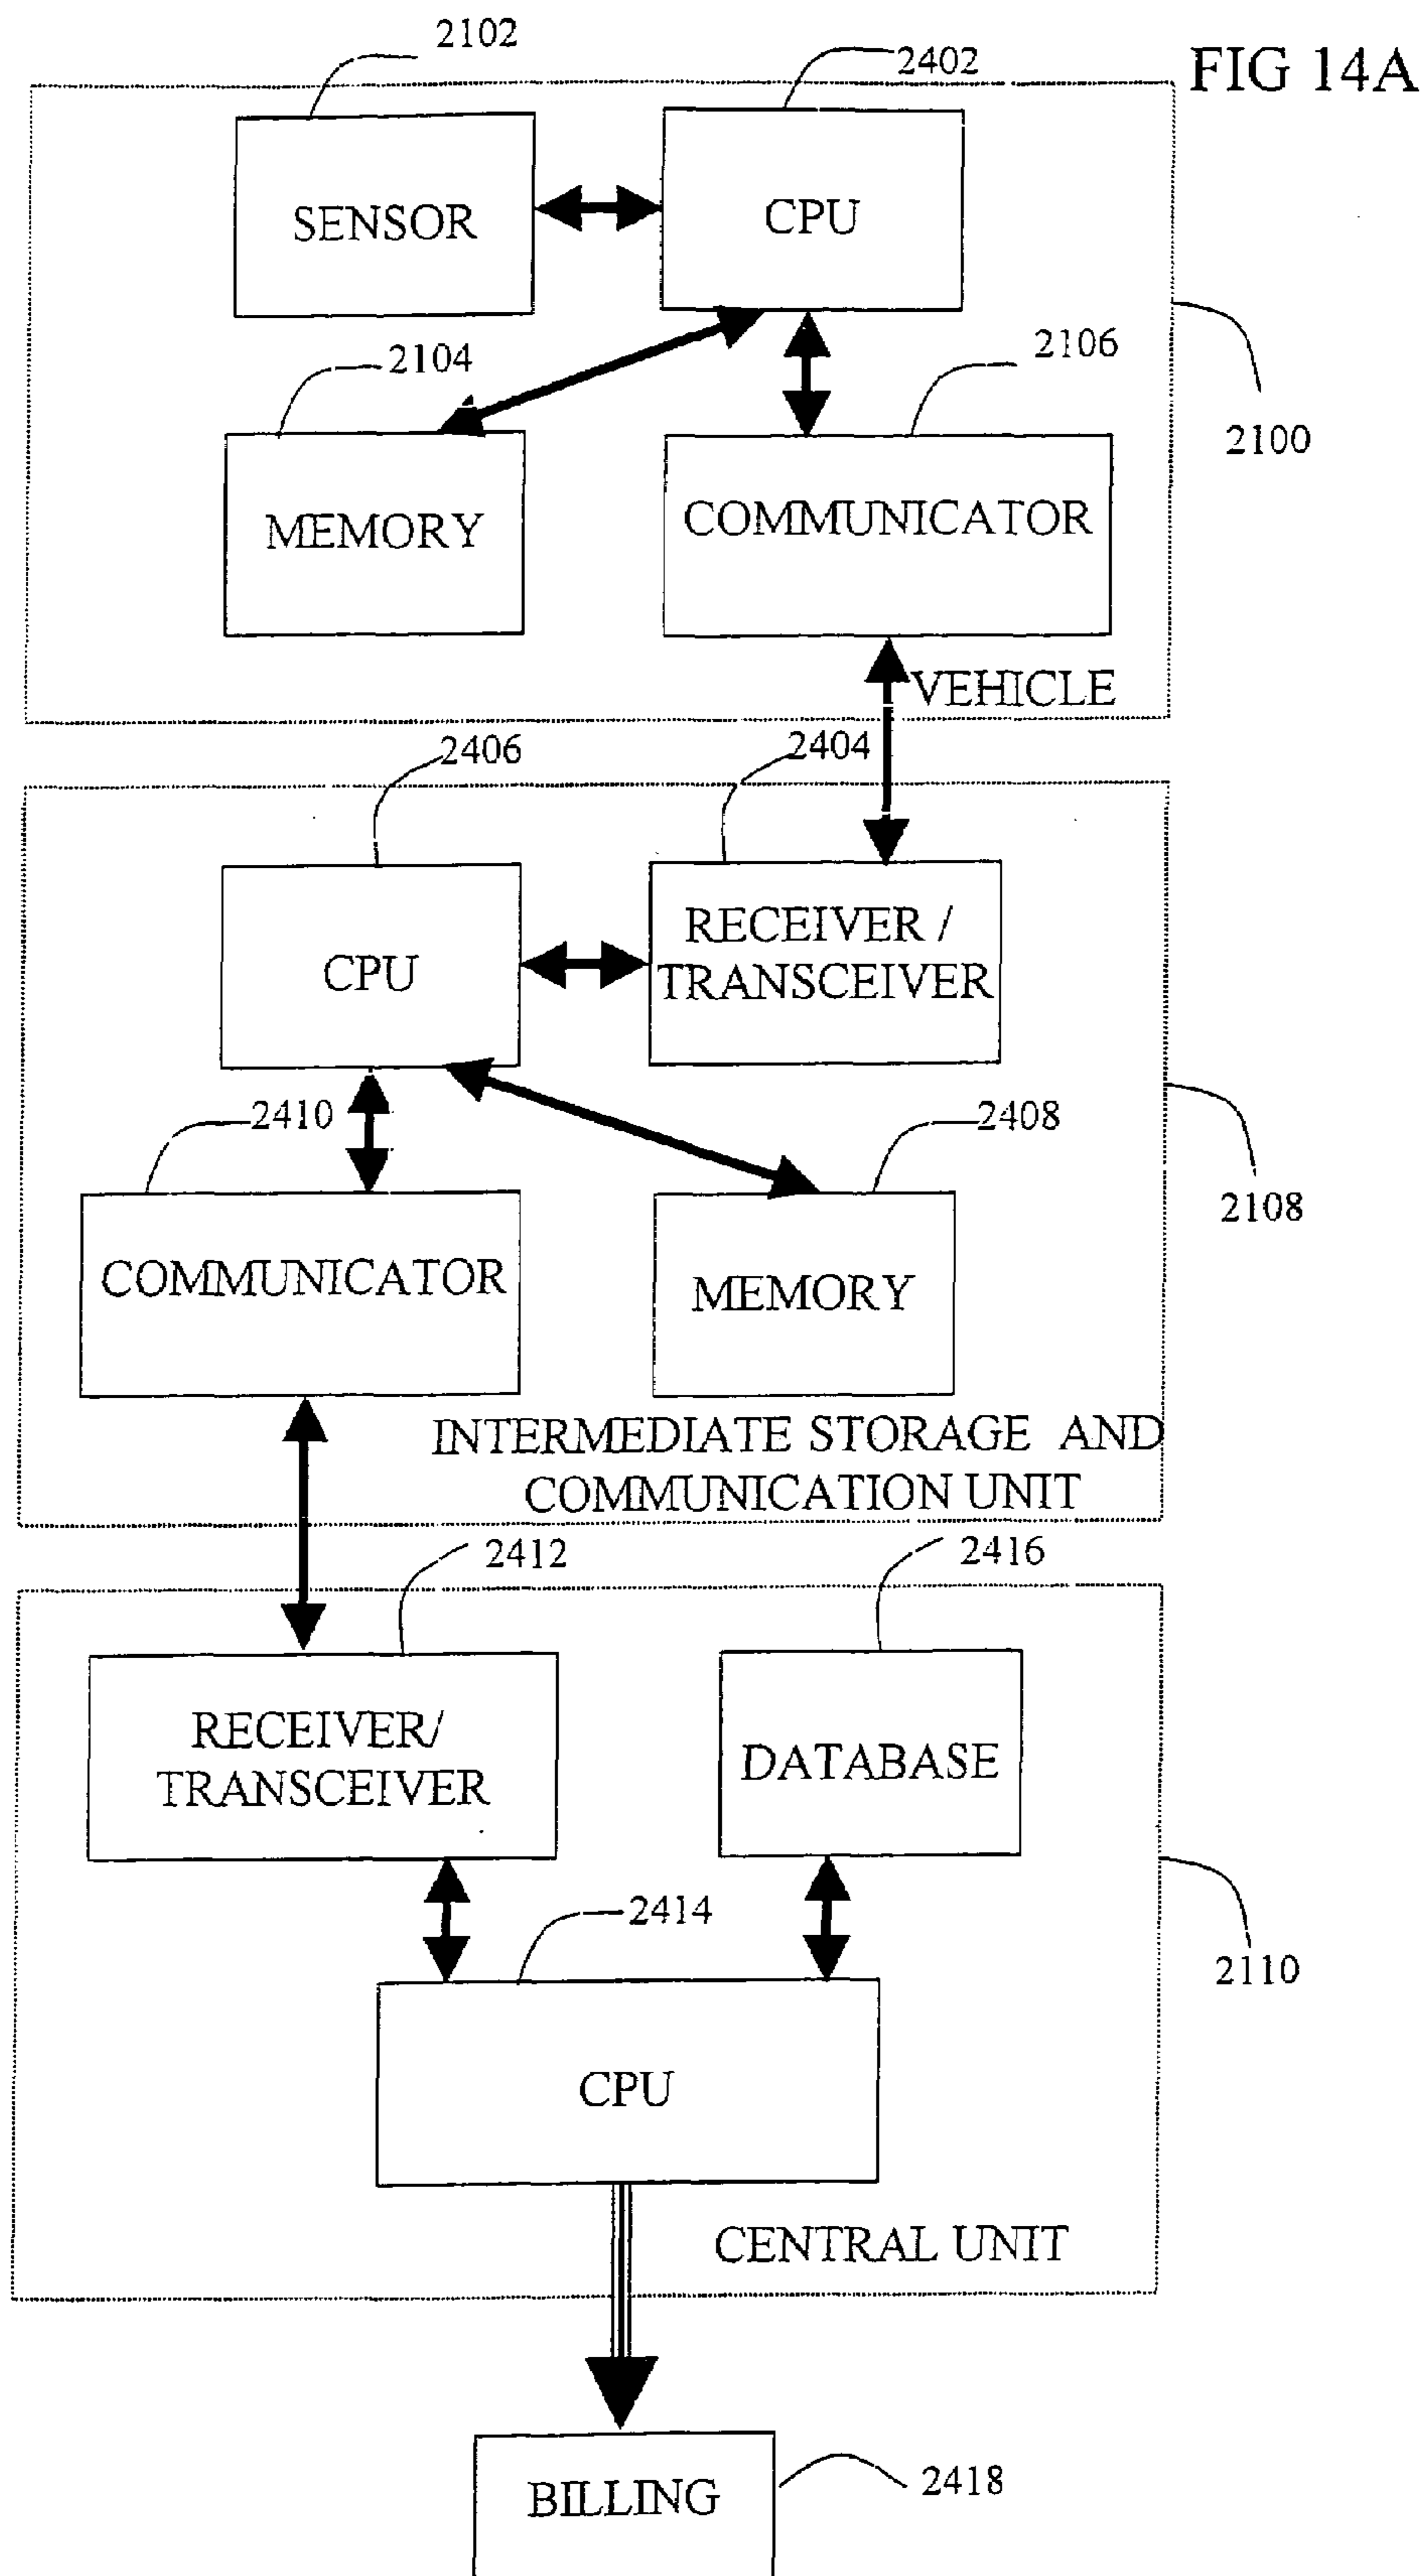 2102
2402
FIG 14A
SENSOR
CPU
2104
2106
2100
MEMORY
COMMUNICATOR
VEHICLE
2406
2404
CPU
RECEIVER /
TRANSCEIVER
2410
2408
2108
COMMUNICATOR
MEMORY
INTERMEDIATE STORAGE AND
COMMUNICATION UNIT
2412
2416
RECEIVER/
TRANSCEIVER
DATABASE
2414
2110
CPU
CENTRAL UNIT
BILLING
2418